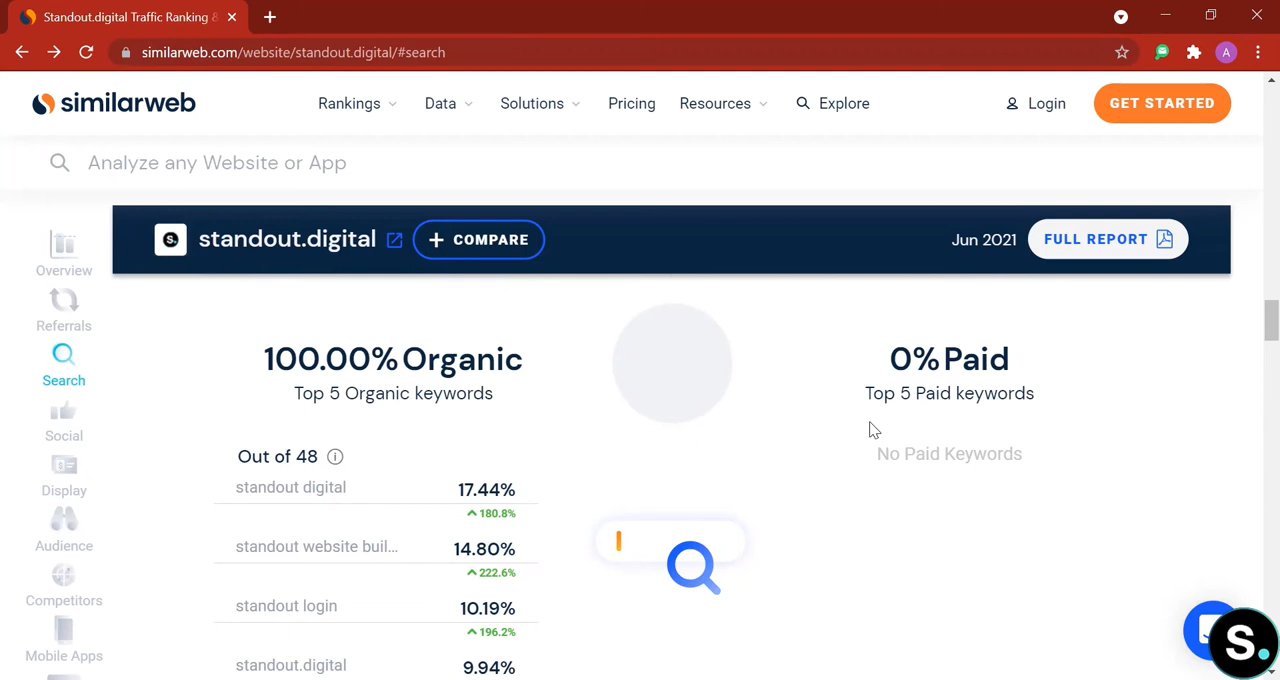 Standout.digital Traffic Ranking &
similarweb.com/website/standout.digital/#search
A
similarweb
Rankings
Data
Solutions
Pricing
Resources
Explore
Login
GET STARTED
Analyze any Website or App
Overview
Referrals
Search
Social
Display
Audience
Competitors
Mobile Apps
S.
standout.digital
+ COMPARE
Jun 2021
FULL REPORT
100.00% Organic
Top 5 Organic keywords
Out of 48
standout digital 17.44%
180.8%
standout website buil... 14.80%
222.6%
standout login 10.19%
196.2%
standout.digital 9.94%
0% Paid
Top 5 Paid keywords
No Paid Keywords
S.